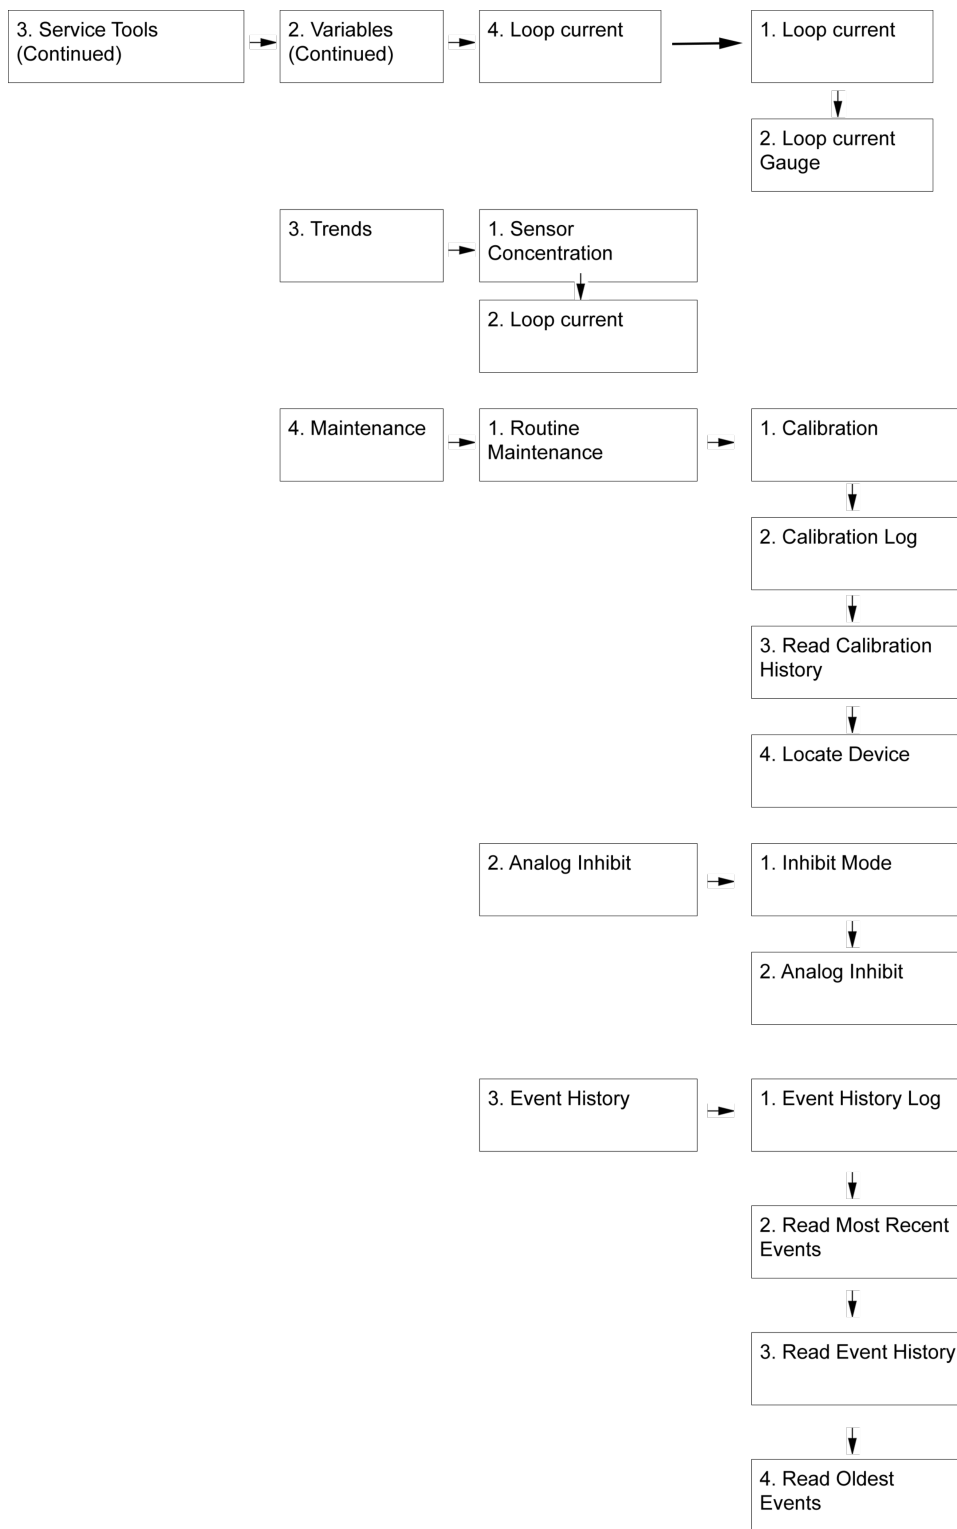 3. Service Tools
(Continued)
2. Variables
(Continued)
4. Loop current
1. Loop current
2. Loop current
Gauge
3. Trends
1. Sensor
Concentration
2. Loop current
4. Maintenance
1. Routine
Maintenance
1. Calibration
2. Calibration Log
3. Read Calibration
History
4. Locate Device
2. Analog Inhibit
1. Inhibit Mode
2. Analog Inhibit
3. Event History
1. Event History Log
2. Read Most Recent
Events
3. Read Event History
4. Read Oldest
Events